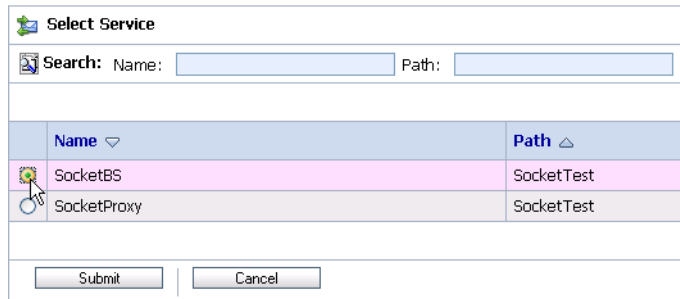 Select Service
Search: Name: Path:
Name Path
SocketBS SocketTest
SocketProxy SocketTest
Submit Cancel